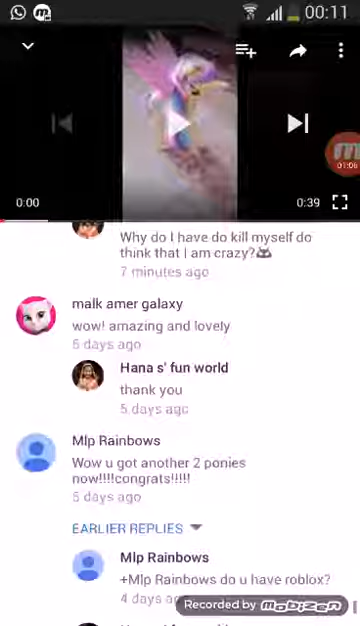 00:11
01:06
0:00
0:39
Why do I have do kill myself do
think that I am crazy?
7 minutes ago
malk amer galaxy
wow! amazing and lovely
5 days ago
Hana s' fun world
thank you
5 days ago
Mlp Rainbows
Wow u got another 2 ponies
now!!!!congrats!!!!!
5 days ago
EARLIER REPLIES
Mlp Rainbows
+Mlp Rainbows do u have roblox?
4 days
Recorded by mobizen